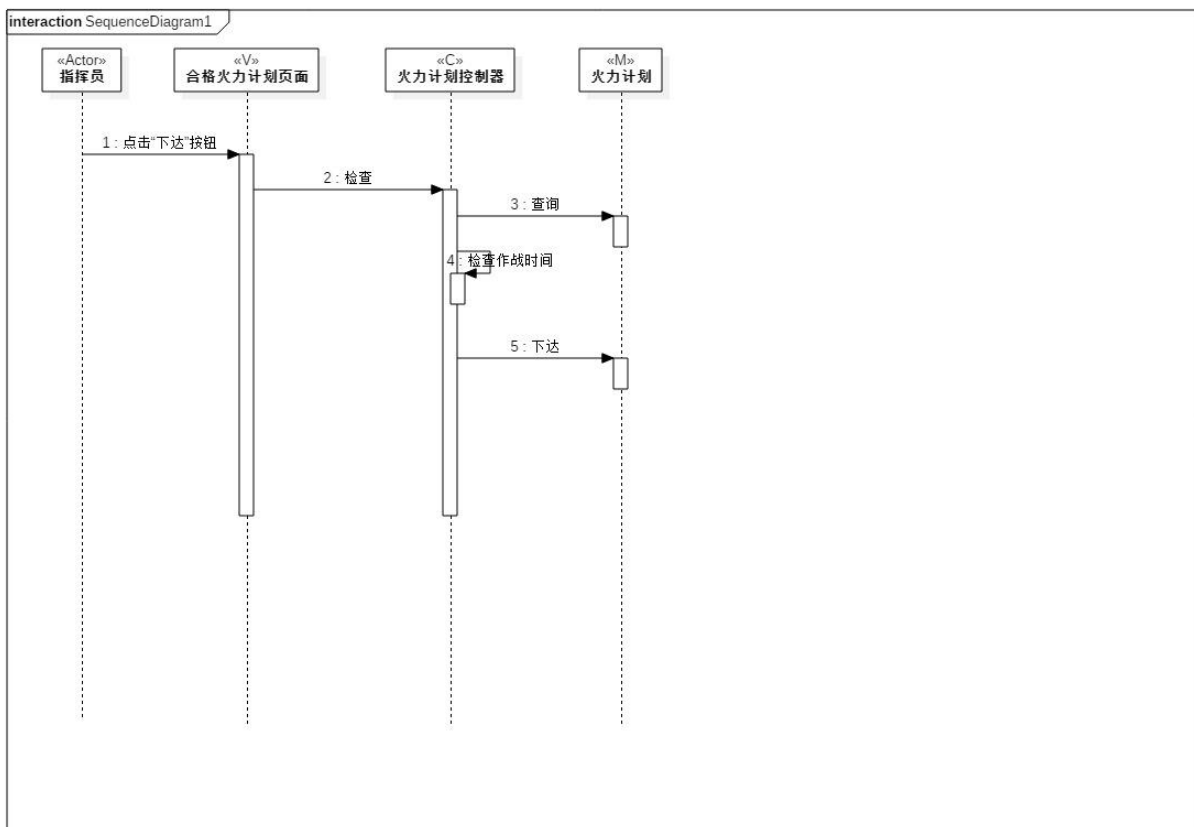 interaction SequenceDiagram1
«Actor»
指挥员
«V»
合格火力计划页面
«C»
火力计划控制器
«M»
火力计划
1 : 点击“下达”按钮
2 : 检查
3 : 查询
4 : 检查作战时间
5 : 下达